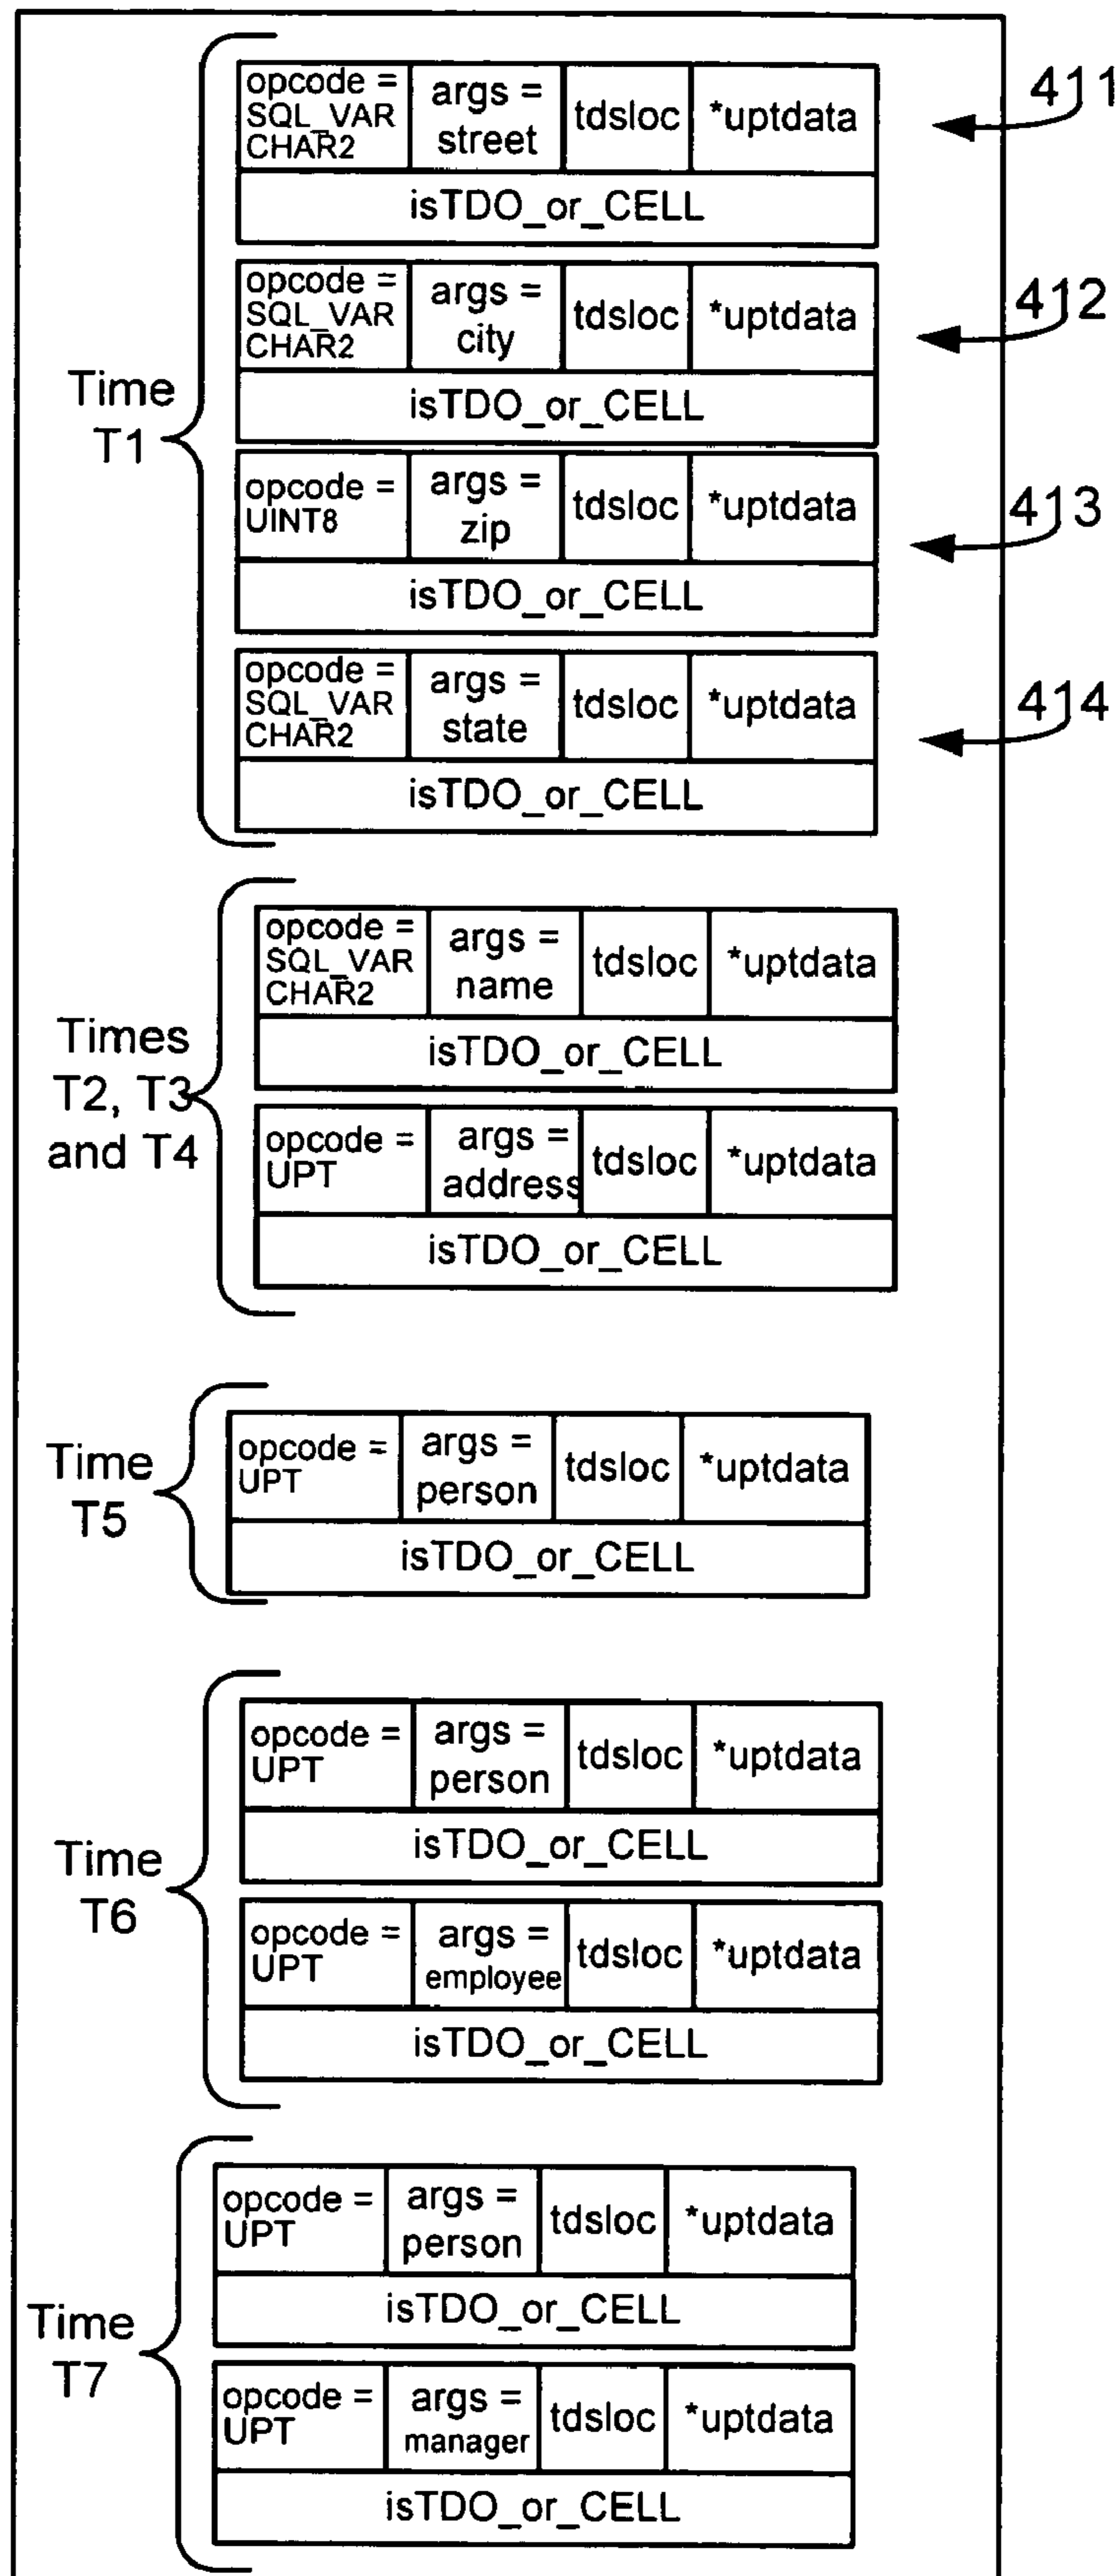 opcode =
SQL_VAR
CHAR2
args =
street
tdsloc
*uptdata
411
isTDO_or_CELL
opcode =
SQL_VAR
CHAR2
args =
city
tdsloc
*uptdata
412
isTDO_or_CELL
Time
T1
opcode =
UINT8
args =
zip
tdsloc
*uptdata
413
isTDO_or_CELL
opcode =
SQL_VAR
CHAR2
args =
state
tdsloc
*uptdata
414
isTDO_or_CELL
opcode =
SQL_VAR
CHAR2
args =
name
tdsloc
*uptdata
isTDO_or_CELL
Times
T2, T3
and T4
opcode =
UPT
args =
address
tdsloc
*uptdata
isTDO_or_CELL
Time
T5
opcode =
UPT
args =
person
tdsloc
*uptdata
isTDO_or_CELL
opcode =
UPT
args =
person
tdsloc
*uptdata
isTDO_or_CELL
Time
T6
opcode =
UPT
args =
employee
tdsloc
*uptdata
isTDO_or_CELL
opcode =
UPT
args =
person
tdsloc
*uptdata
isTDO_or_CELL
Time
T7
opcode =
UPT
args =
manager
tdsloc
*uptdata
isTDO_or_CELL